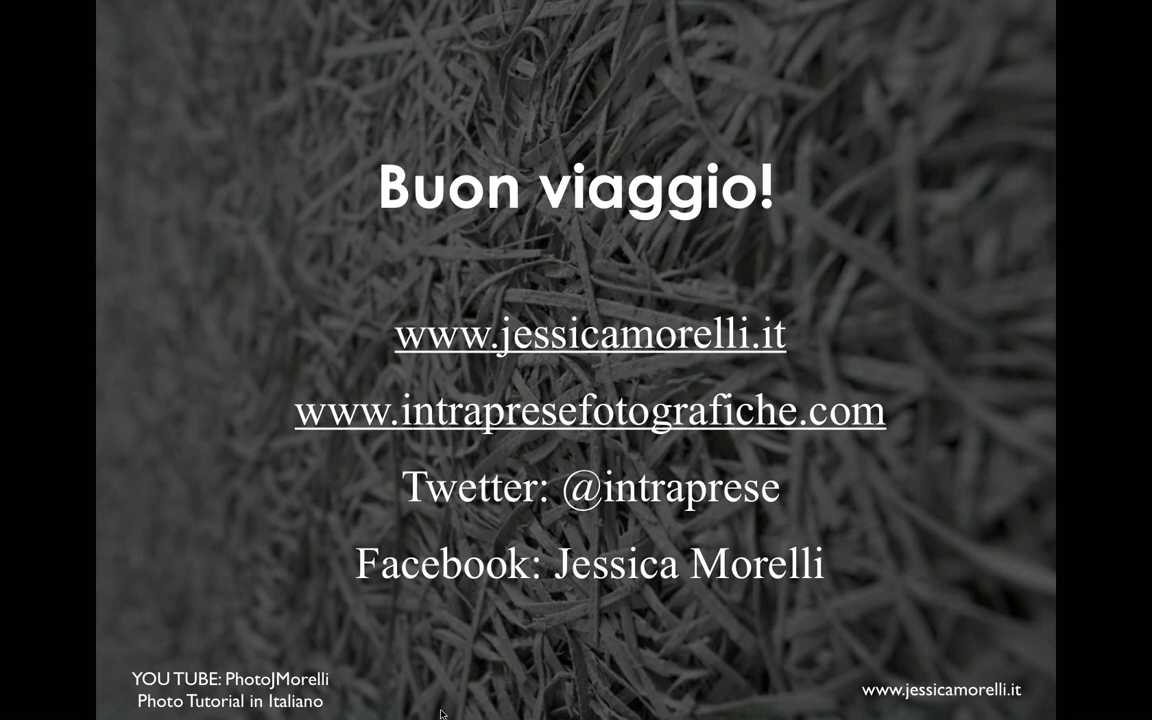 Buon viaggio!
www.jessicamorelli.it
www.intrapresefotografiche.com
Twetter: @intraprese
Facebook: Jessica Morelli
YOU TUBE: PhotoJMorelli
Photo Tutorial in Italiano
www.jessicamorelli.it